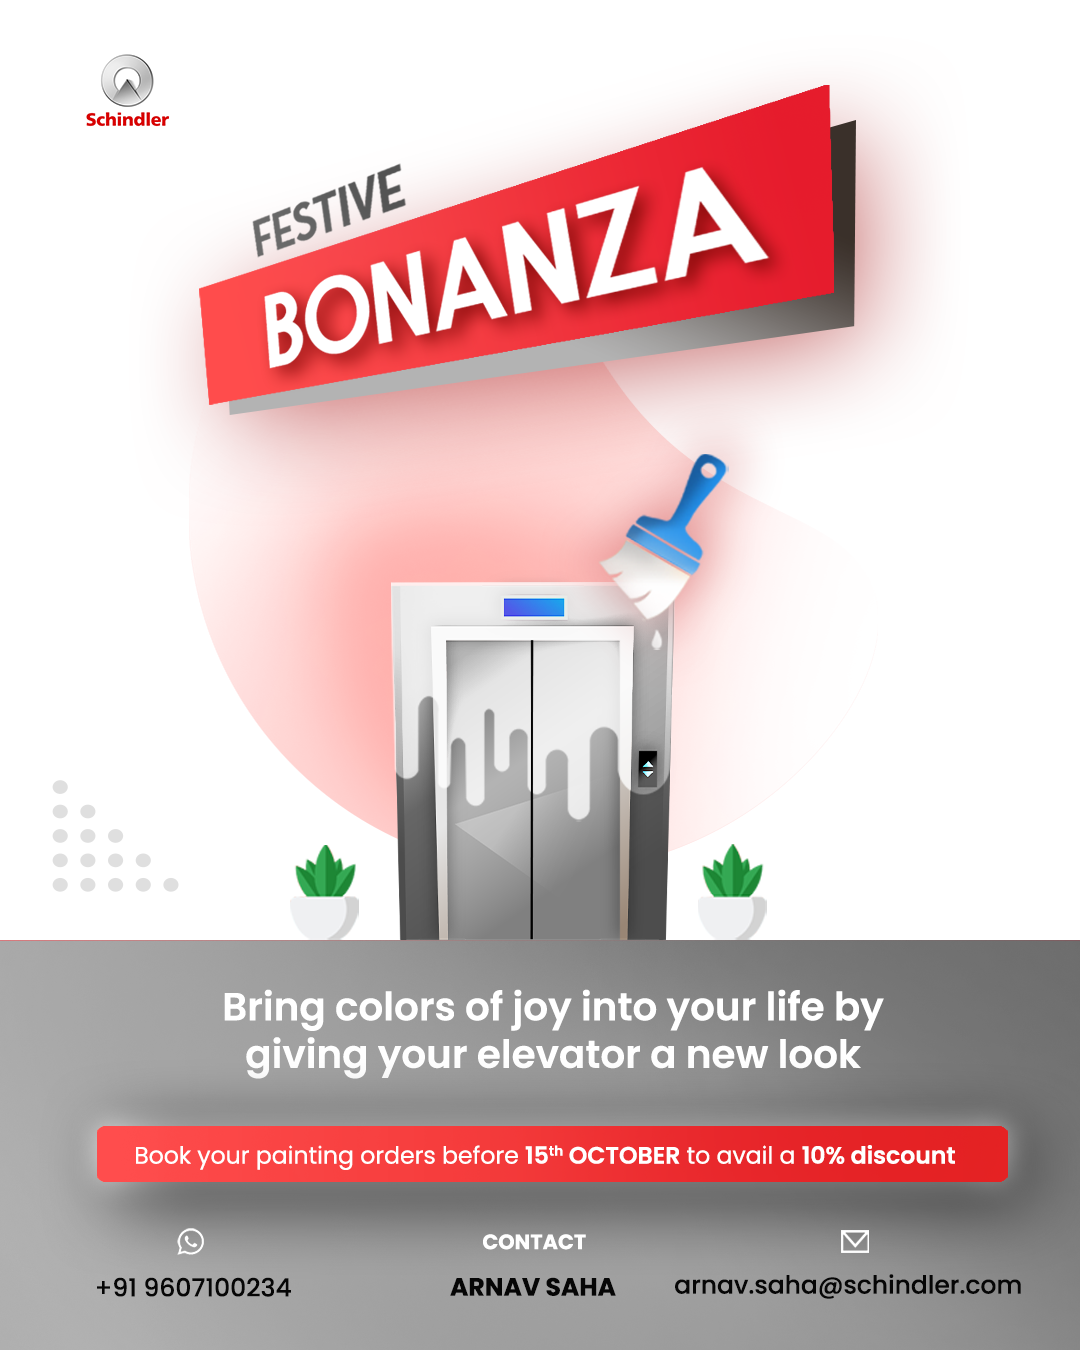 Schindler
FESTIVE
BONANZA
Bring colors of joy into your life by
giving your elevator a new look
Book your painting orders before 15th OCTOBER to avail a 10% discount
CONTACT
+91 9607100234
ARNAV SAHA
arnav.saha@schindler.com